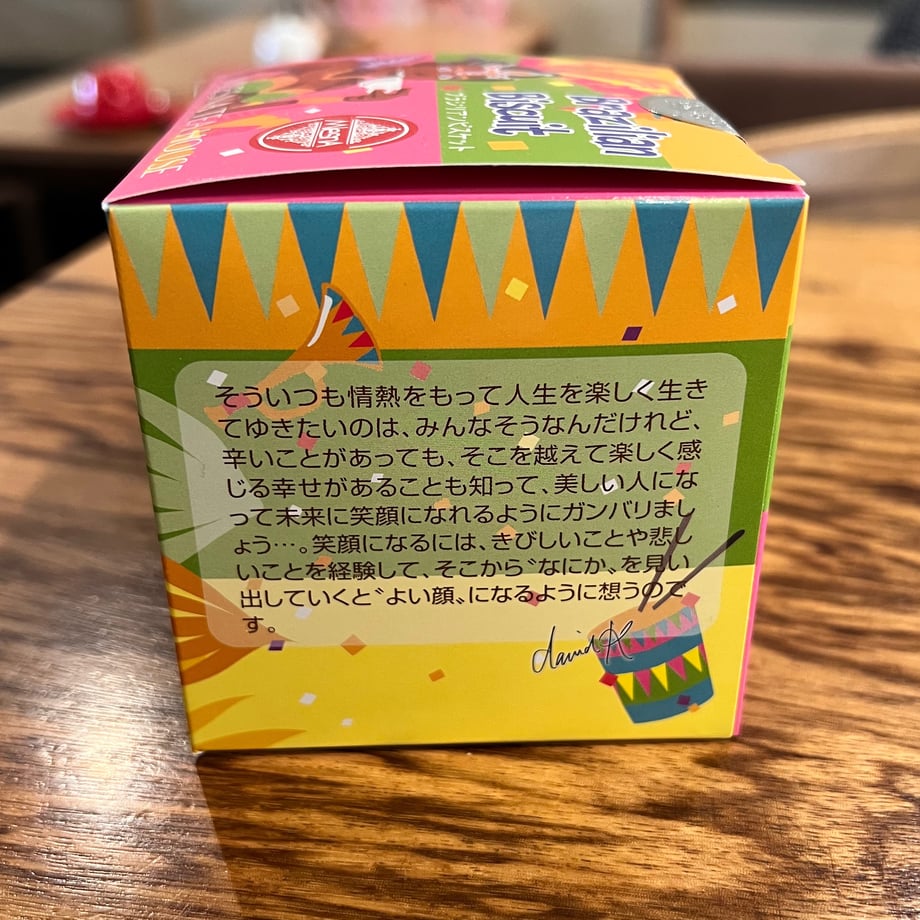 Brazilian
Biscuit
ブラジリアンビスケット
MASSA
そういつも情熱をもって人生を楽しく生き
てゆきたいのは、みんなそうなんだけれど、
辛いことがあっても、そこを越えて楽しく感
じる幸せがあることも知って、美しい人にな
って未来に笑顔になれるようにガンバリまし
ょう…。笑顔になるには、きびしいことや悲し
いことを経験して、そこから〝なにか〟を見い
出していくと〝よい顔〟になるように想うので
す。
david A